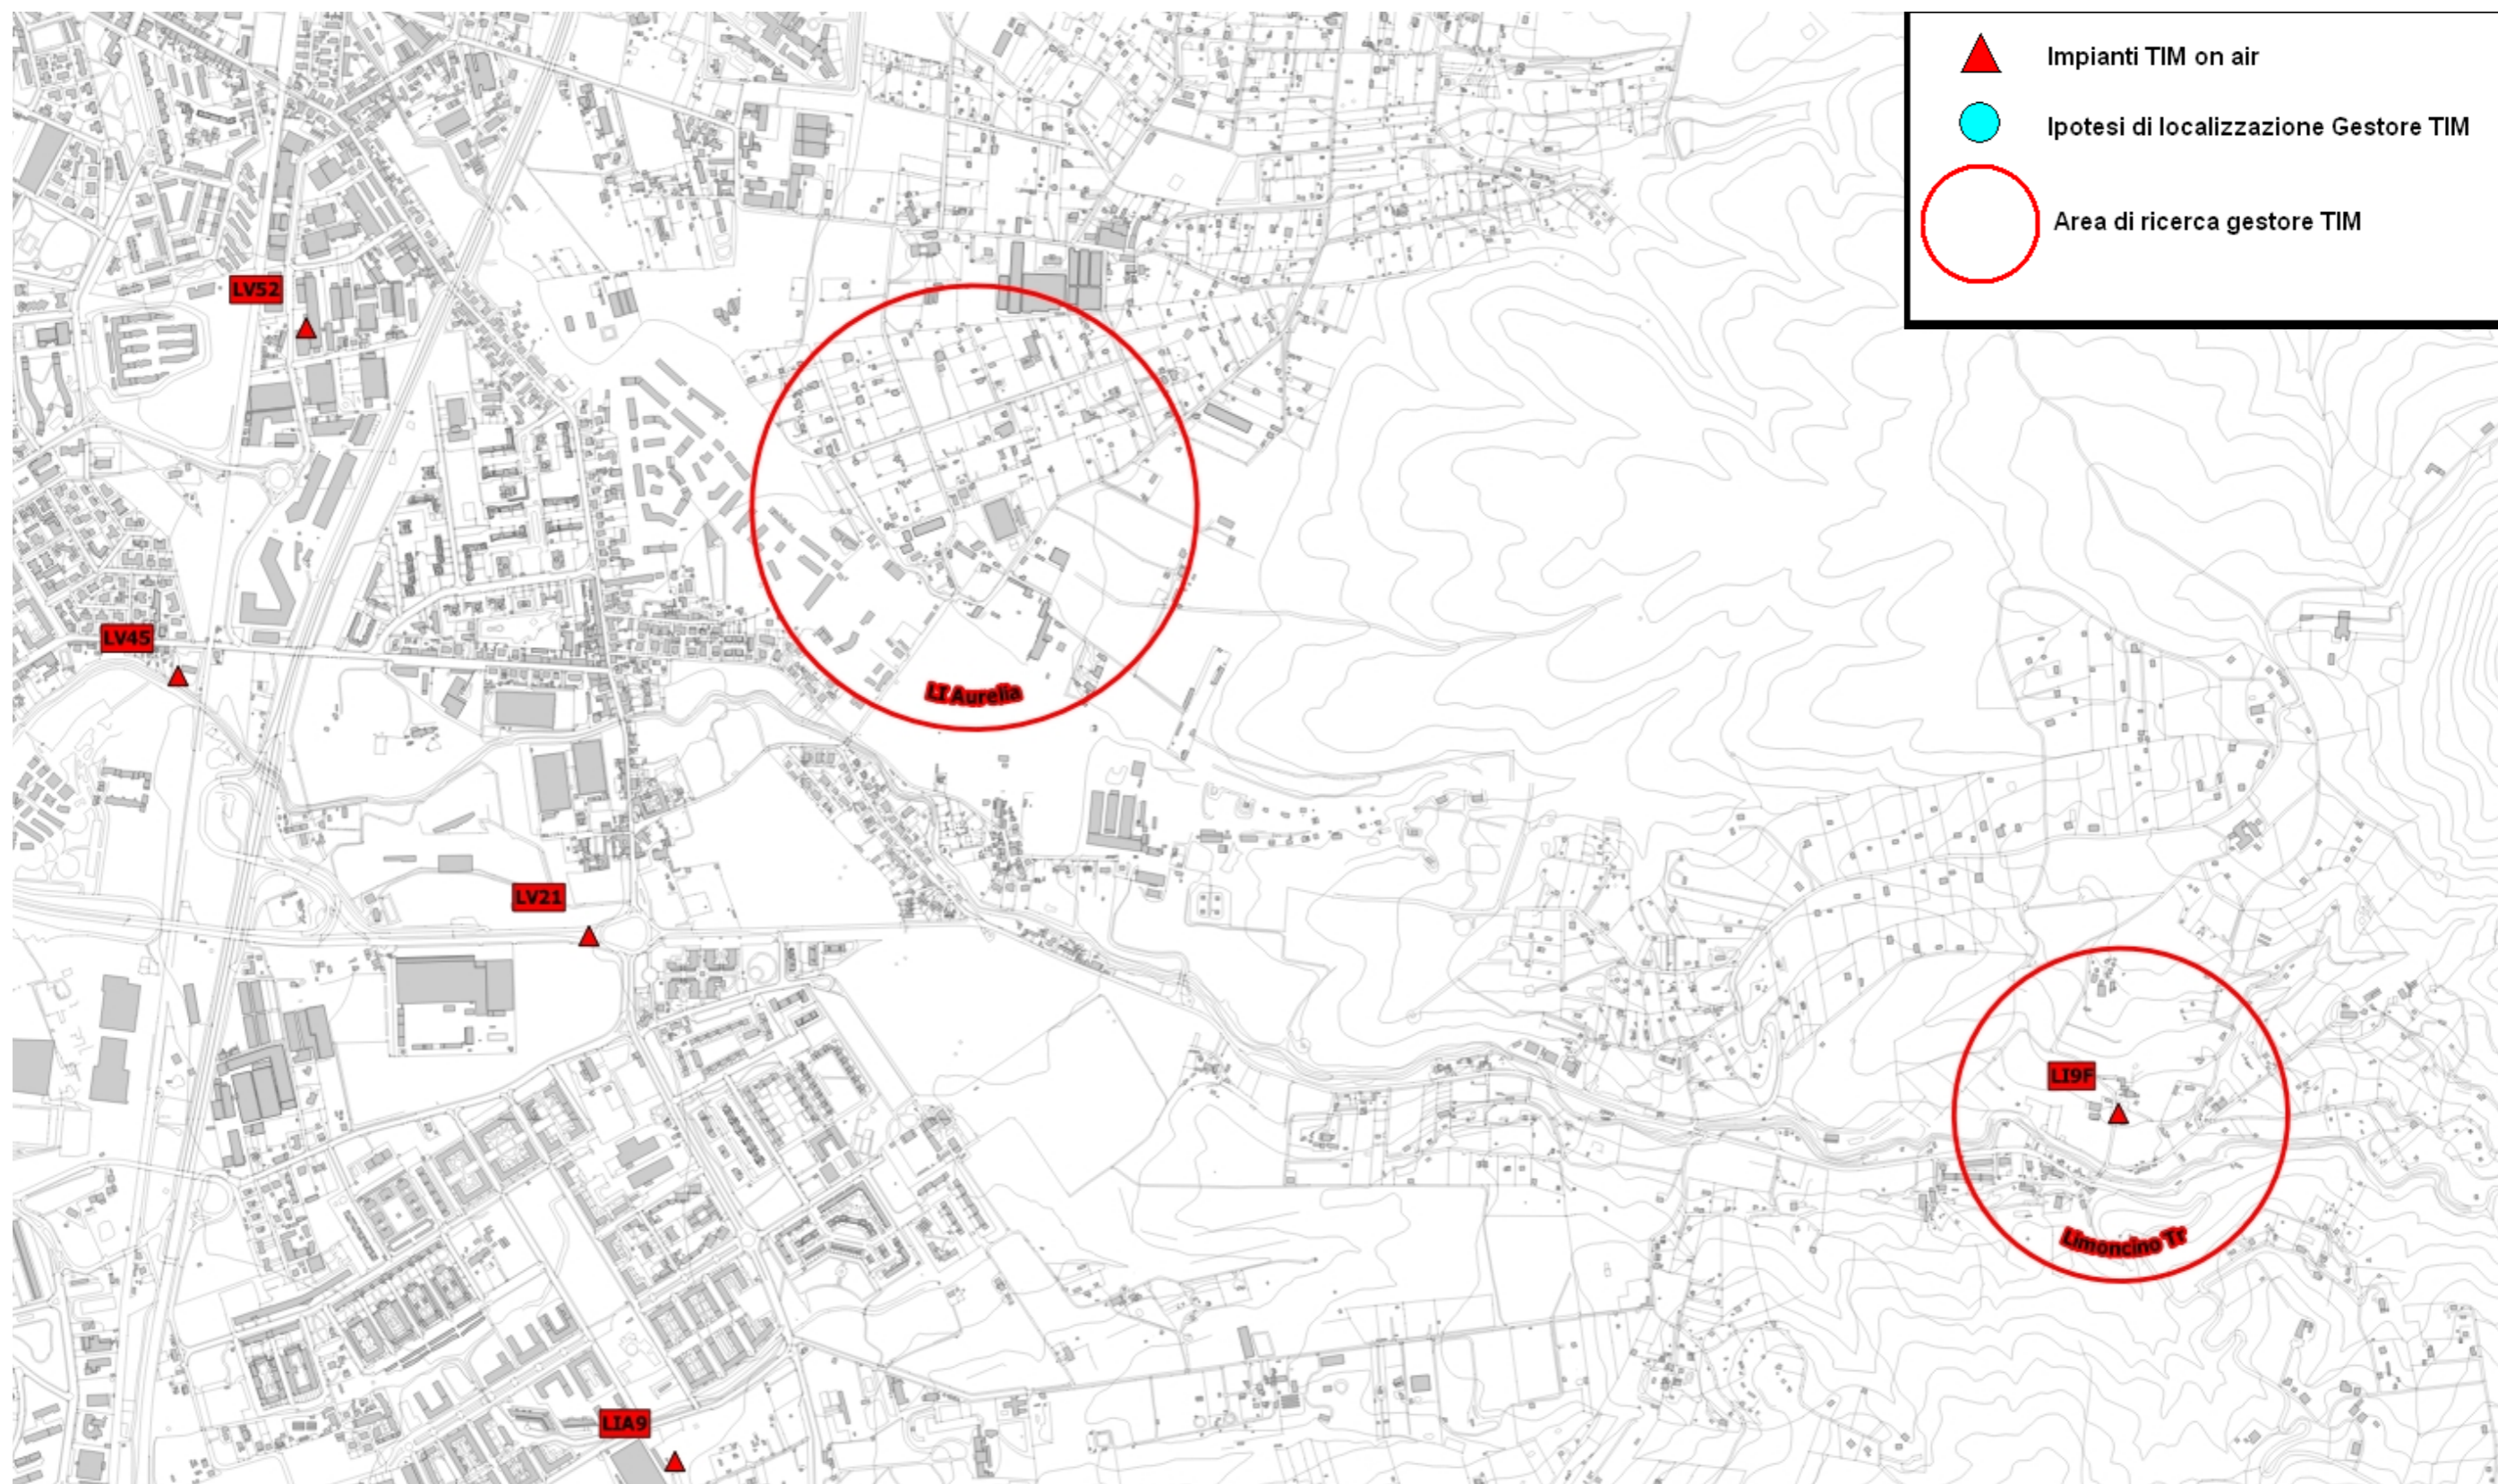 Impianti TIM on air
Ipotesi di localizzazione Gestore TIM
Area di ricerca gestore TIM
LV52
LV45
LI Aurelia
LV21
LI9F
Limoncino Tr
LIA9